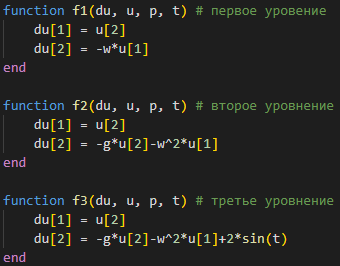 function f1(du, u, p, t) # первое уровение
    du[1] = u[2]
    du[2] = -w*u[1]
end

function f2(du, u, p, t) # второе уровнение
    du[1] = u[2]
    du[2] = -g*u[2]-w^2*u[1]
end

function f3(du, u, p, t) # третье уровнение
    du[1] = u[2]
    du[2] = -g*u[2]-w^2*u[1]+2*sin(t)
end